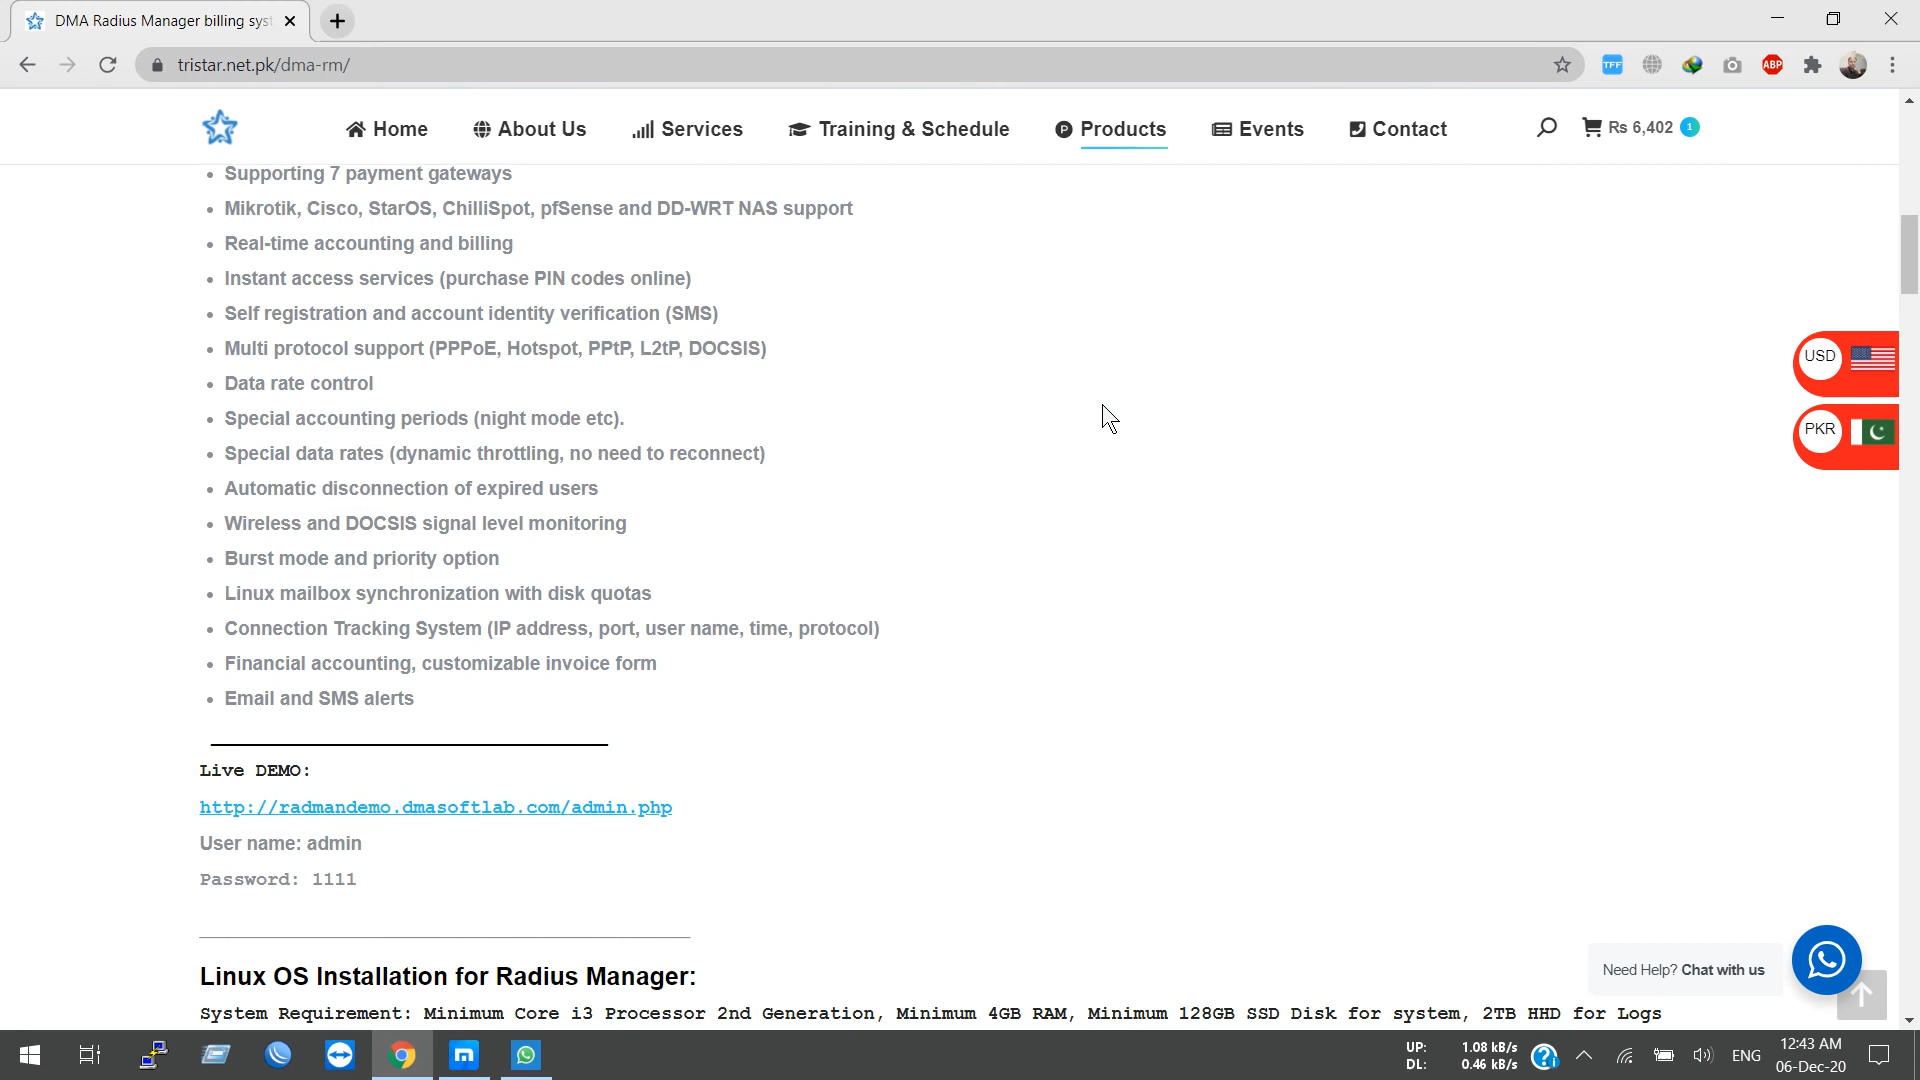 DMA Radius Manager billing sys
tristar.net.pk/dma-rm/
TFF
ABP
Home
About Us
Services
Training & Schedule
Products
Events
Contact
₨ 6,402 1
Supporting 7 payment gateways
Mikrotik, Cisco, StarOS, ChilliSpot, pfSense and DD-WRT NAS support
Real-time accounting and billing
Instant access services (purchase PIN codes online)
Self registration and account identity verification (SMS)
Multi protocol support (PPPoE, Hotspot, PPtP, L2tP, DOCSIS)
Data rate control
Special accounting periods (night mode etc).
Special data rates (dynamic throttling, no need to reconnect)
Automatic disconnection of expired users
Wireless and DOCSIS signal level monitoring
Burst mode and priority option
Linux mailbox synchronization with disk quotas
Connection Tracking System (IP address, port, user name, time, protocol)
Financial accounting, customizable invoice form
Email and SMS alerts
USD
PKR
Live DEMO:
http://radmandemo.dmasoftlab.com/admin.php
User name: admin
Password: 1111
Need Help? Chat with us
Linux OS Installation for Radius Manager:
System Requirement: Minimum Core i3 Processor 2nd Generation, Minimum 4GB RAM, Minimum 128GB SSD Disk for system, 2TB HHD for Logs
UP: 1.08 kB/s
DL: 0.46 kB/s
ENG
12:43 AM
06-Dec-20